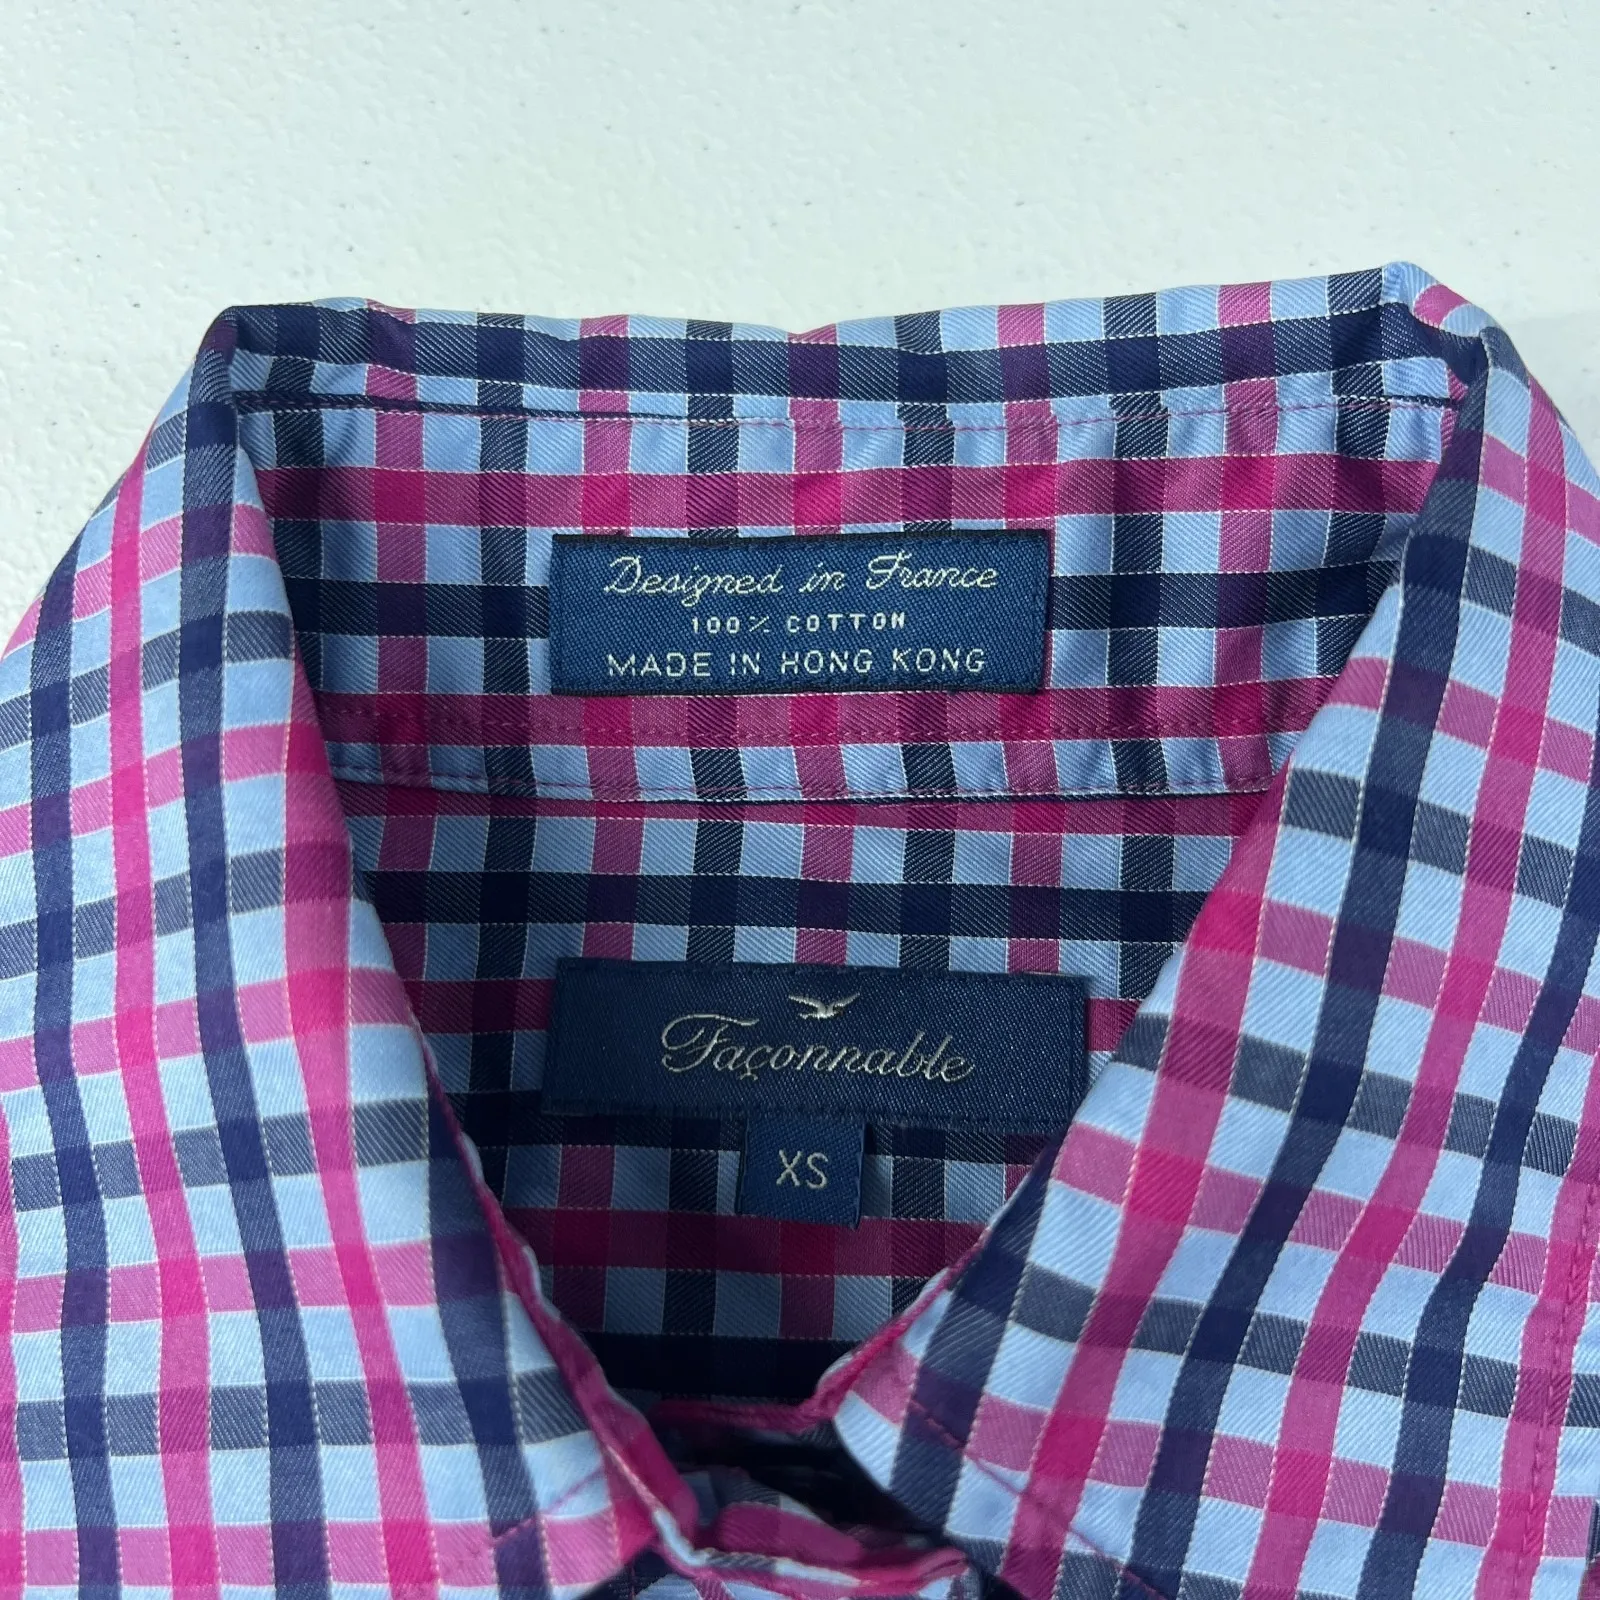 Designed in France
100% COTTON
MADE IN HONG KONG
Façonnable
XS